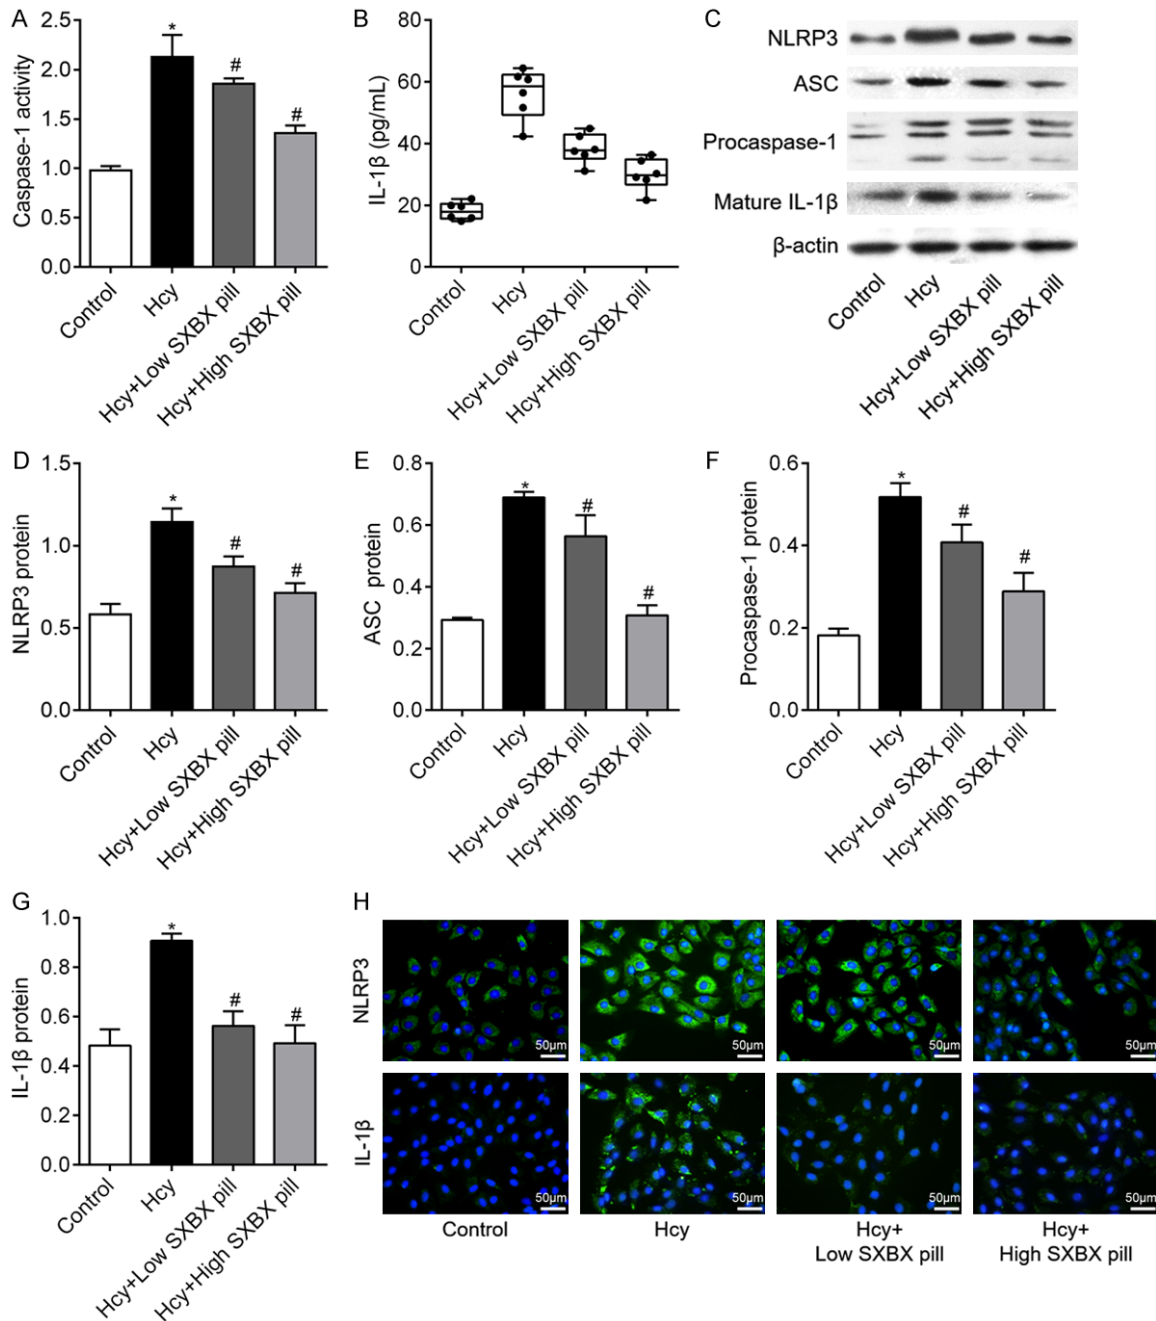 A
Caspase-1 activity
2.5
2.0
1.5
1.0
0.5
0.0
*
#
#
Control
Hcy
Hcy+Low SXBX pill
Hcy+High SXBX pill
B
IL-1β (pg/mL)
80
60
40
20
0
Control
Hcy
Hcy+Low SXBX pill
Hcy+High SXBX pill
C
NLRP3
ASC
Procaspase-1
Mature IL-1β
β-actin
Control
Hcy
Hcy+Low SXBX pill
Hcy+High SXBX pill
D
NLRP3 protein
1.5
1.0
0.5
0.0
*
#
#
Control
Hcy
Hcy+Low SXBX pill
Hcy+High SXBX pill
E
ASC protein
0.8
0.6
0.4
0.2
0.0
*
#
#
Control
Hcy
Hcy+Low SXBX pill
Hcy+High SXBX pill
F
Procaspase-1 protein
0.6
0.4
0.2
0.0
*
#
#
Control
Hcy
Hcy+Low SXBX pill
Hcy+High SXBX pill
G
IL-1β protein
1.0
0.8
0.6
0.4
0.2
0.0
*
#
#
Control
Hcy
Hcy+Low SXBX pill
Hcy+High SXBX pill
H
NLRP3
50μm
50μm
50μm
50μm
IL-1β
50μm
50μm
50μm
50μm
Control
Hcy
Hcy+
Low SXBX pill
Hcy+
High SXBX pill